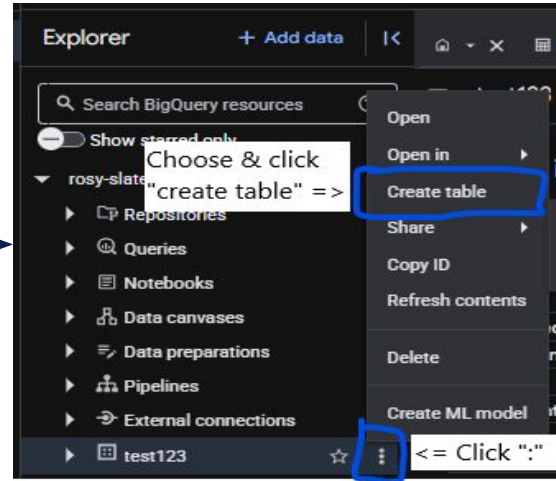 Explorer + Add data
Search BigQuery resources
Show starred only
Choose & click
"create table" =>
Repositories
Queries
Notebooks
Data canvases
Data preparations
Pipelines
External connections
test123
Open
Open in
Create table
Share
Copy ID
Refresh contents
Delete
Create ML model
<= Click ":"